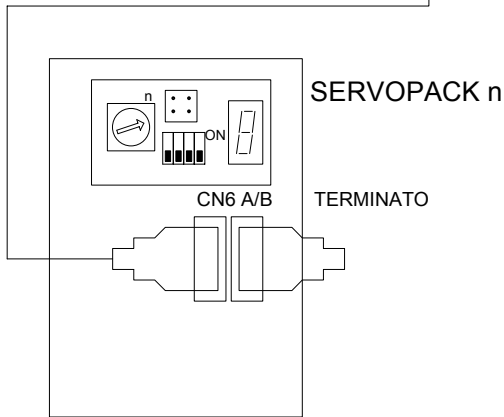 SERVOPACK n
n
ON
CN6 A/B
TERMINATO